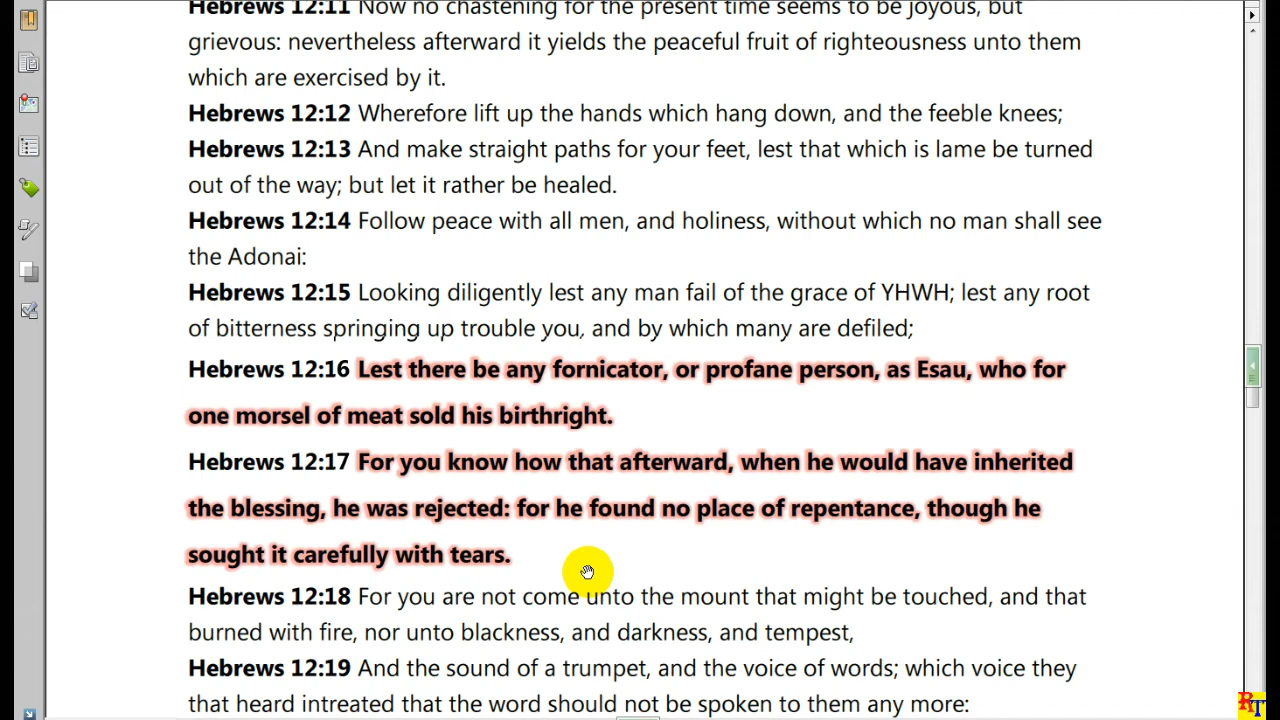 Hebrews 12:11 Now no chastening for the present time seems to be joyous, but
grievous: nevertheless afterward it yields the peaceful fruit of righteousness unto them
which are exercised by it.
Hebrews 12:12 Wherefore lift up the hands which hang down, and the feeble knees;
Hebrews 12:13 And make straight paths for your feet, lest that which is lame be turned
out of the way; but let it rather be healed.
Hebrews 12:14 Follow peace with all men, and holiness, without which no man shall see
the Adonai:
Hebrews 12:15 Looking diligently lest any man fail of the grace of YHWH; lest any root
of bitterness springing up trouble you, and by which many are defiled;
Hebrews 12:16 Lest there be any fornicator, or profane person, as Esau, who for
one morsel of meat sold his birthright.
Hebrews 12:17 For you know how that afterward, when he would have inherited
the blessing, he was rejected: for he found no place of repentance, though he
sought it carefully with tears.
Hebrews 12:18 For you are not come unto the mount that might be touched, and that
burned with fire, nor unto blackness, and darkness, and tempest,
Hebrews 12:19 And the sound of a trumpet, and the voice of words; which voice they
that heard intreated that the word should not be spoken to them any more:
RT